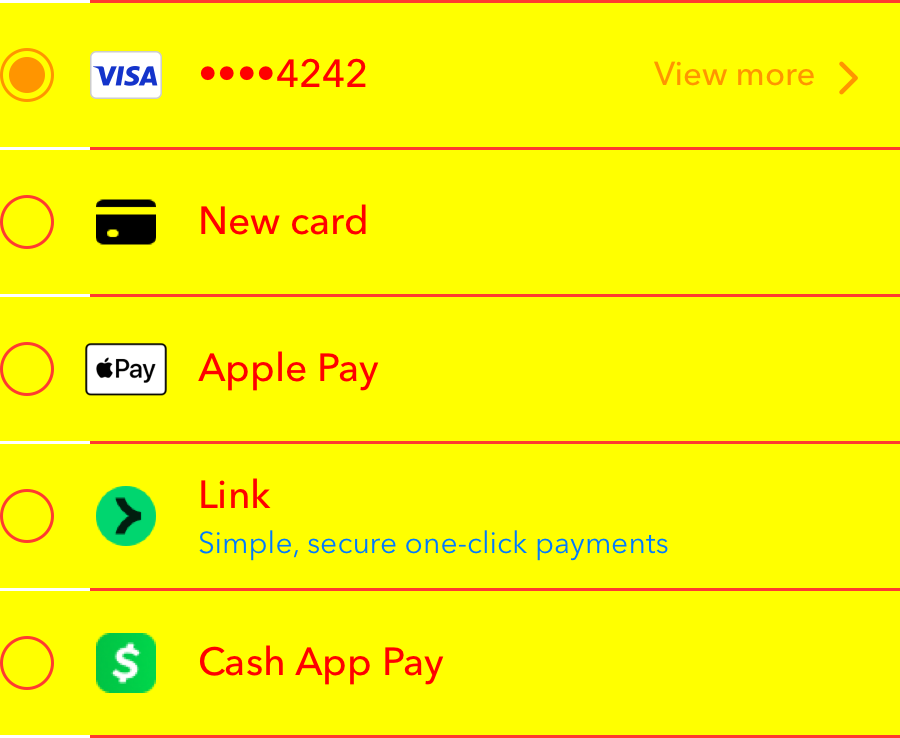 VISA ••••4242 View more
New card
Pay Apple Pay
Link
Simple, secure one-click payments
$ Cash App Pay